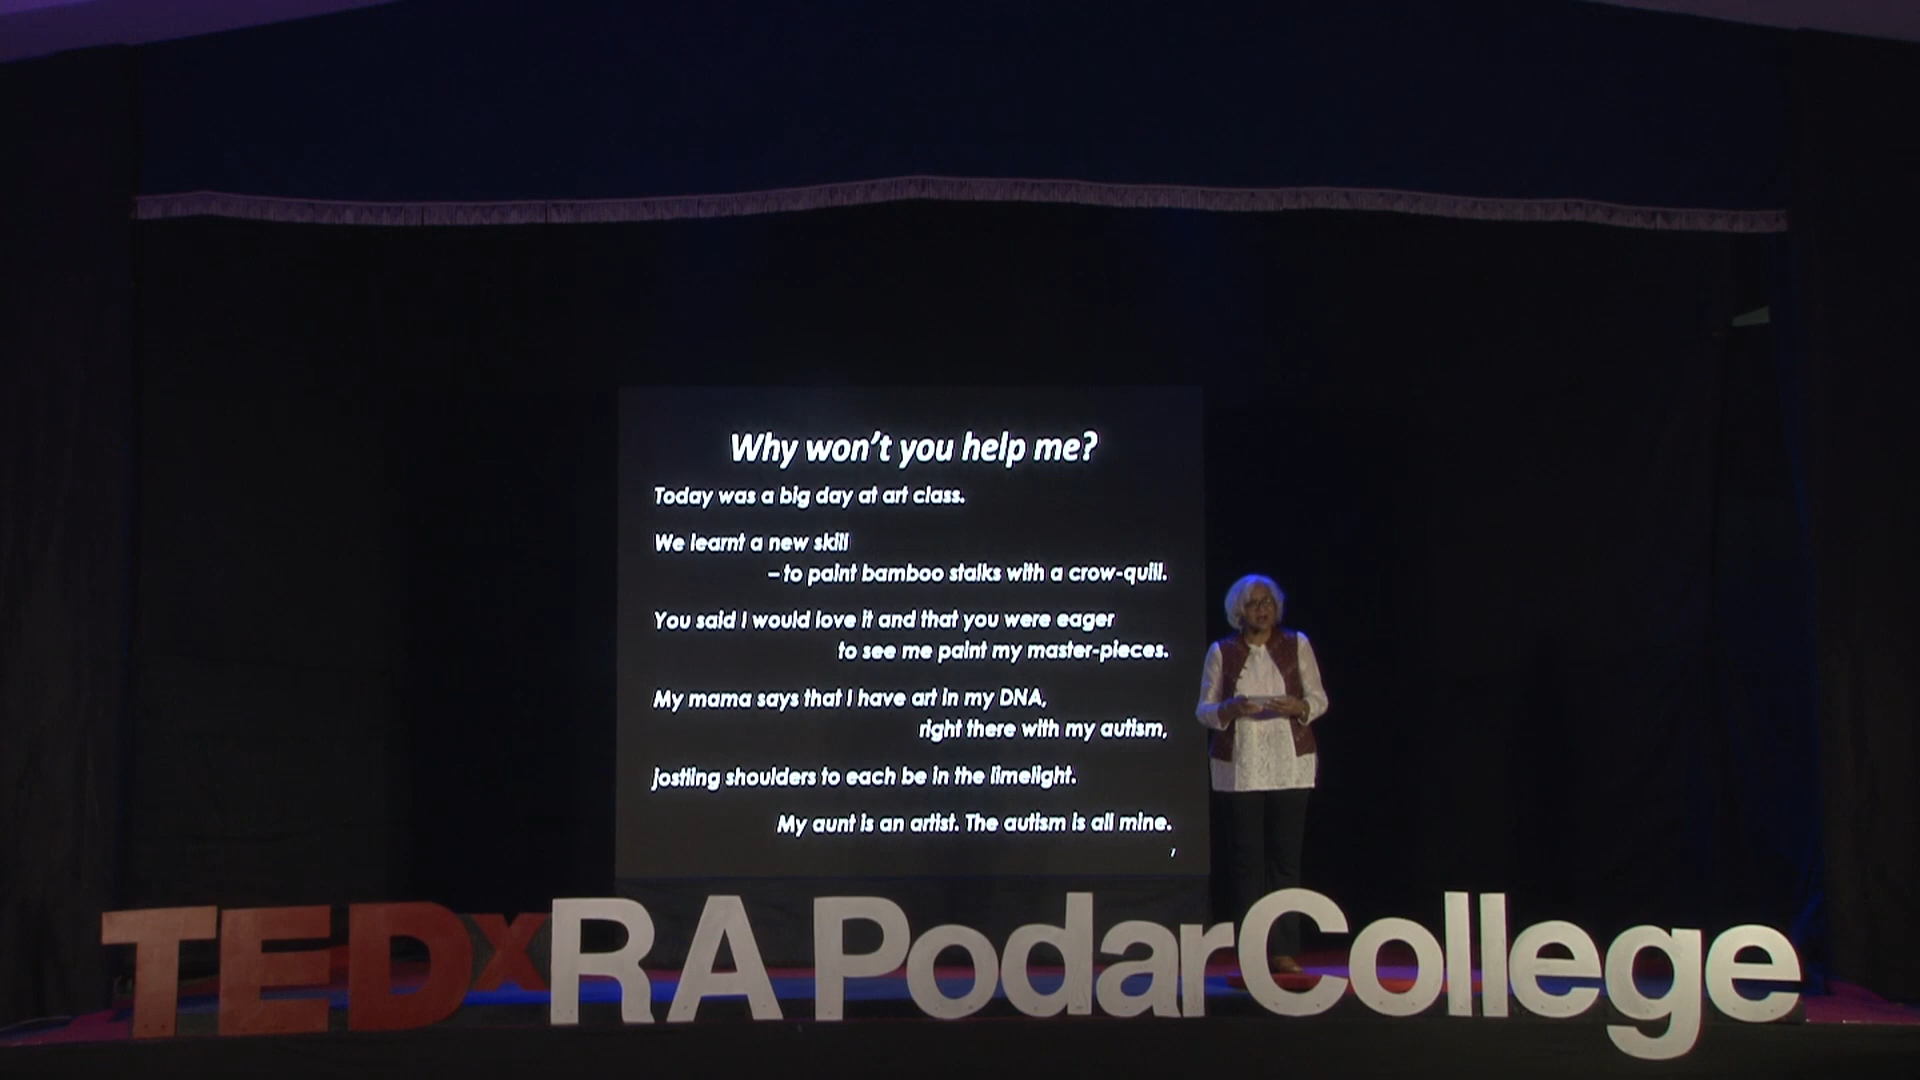 Why won't you help me?
Today was a big day at art class.
We learnt a new skill
– to paint bamboo stalks with a crow-quill.
You said I would love it and that you were eager
to see me paint my master-pieces.
My mama says that I have art in my DNA,
right there with my autism,
jostling shoulders to each be in the limelight.
My aunt is an artist. The autism is all mine.
TEDxRAPodarCollege